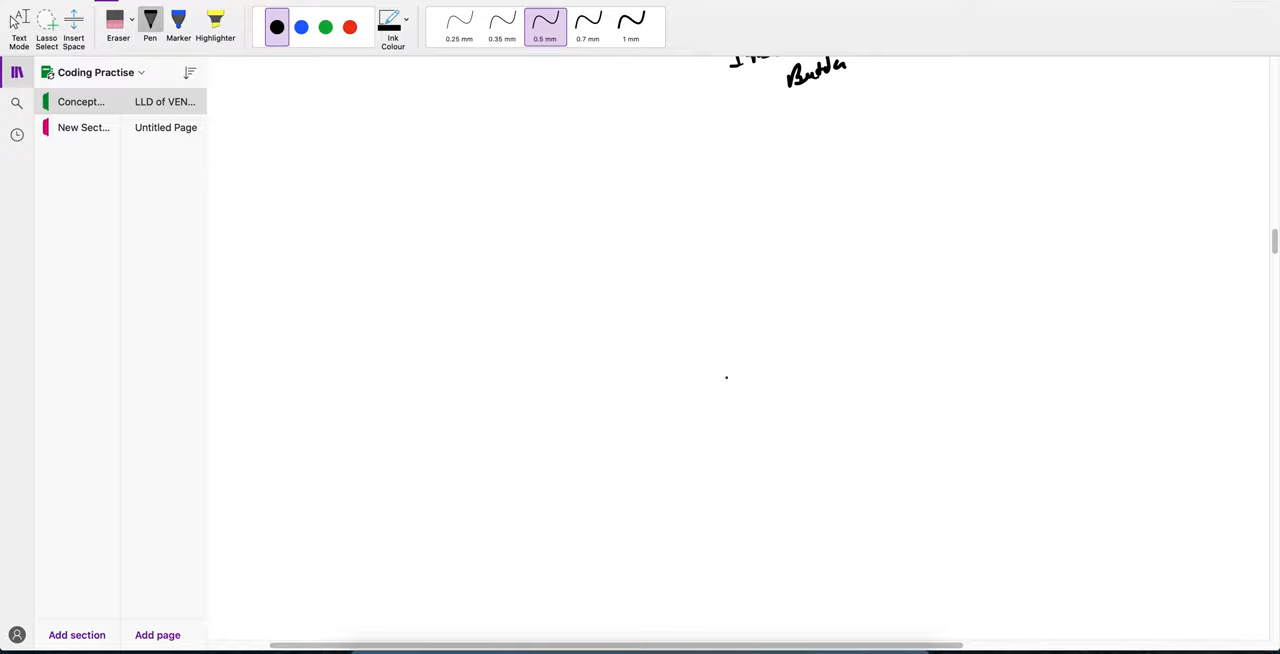 Text Mode
Lasso Select
Insert Space
Eraser
Pen
Marker
Highlighter
Ink Colour
0.25 mm
0.35 mm
0.5 mm
0.7 mm
1 mm
Coding Practise
Concept...
LLD of VEN...
New Sect...
Untitled Page
Add section
Add page